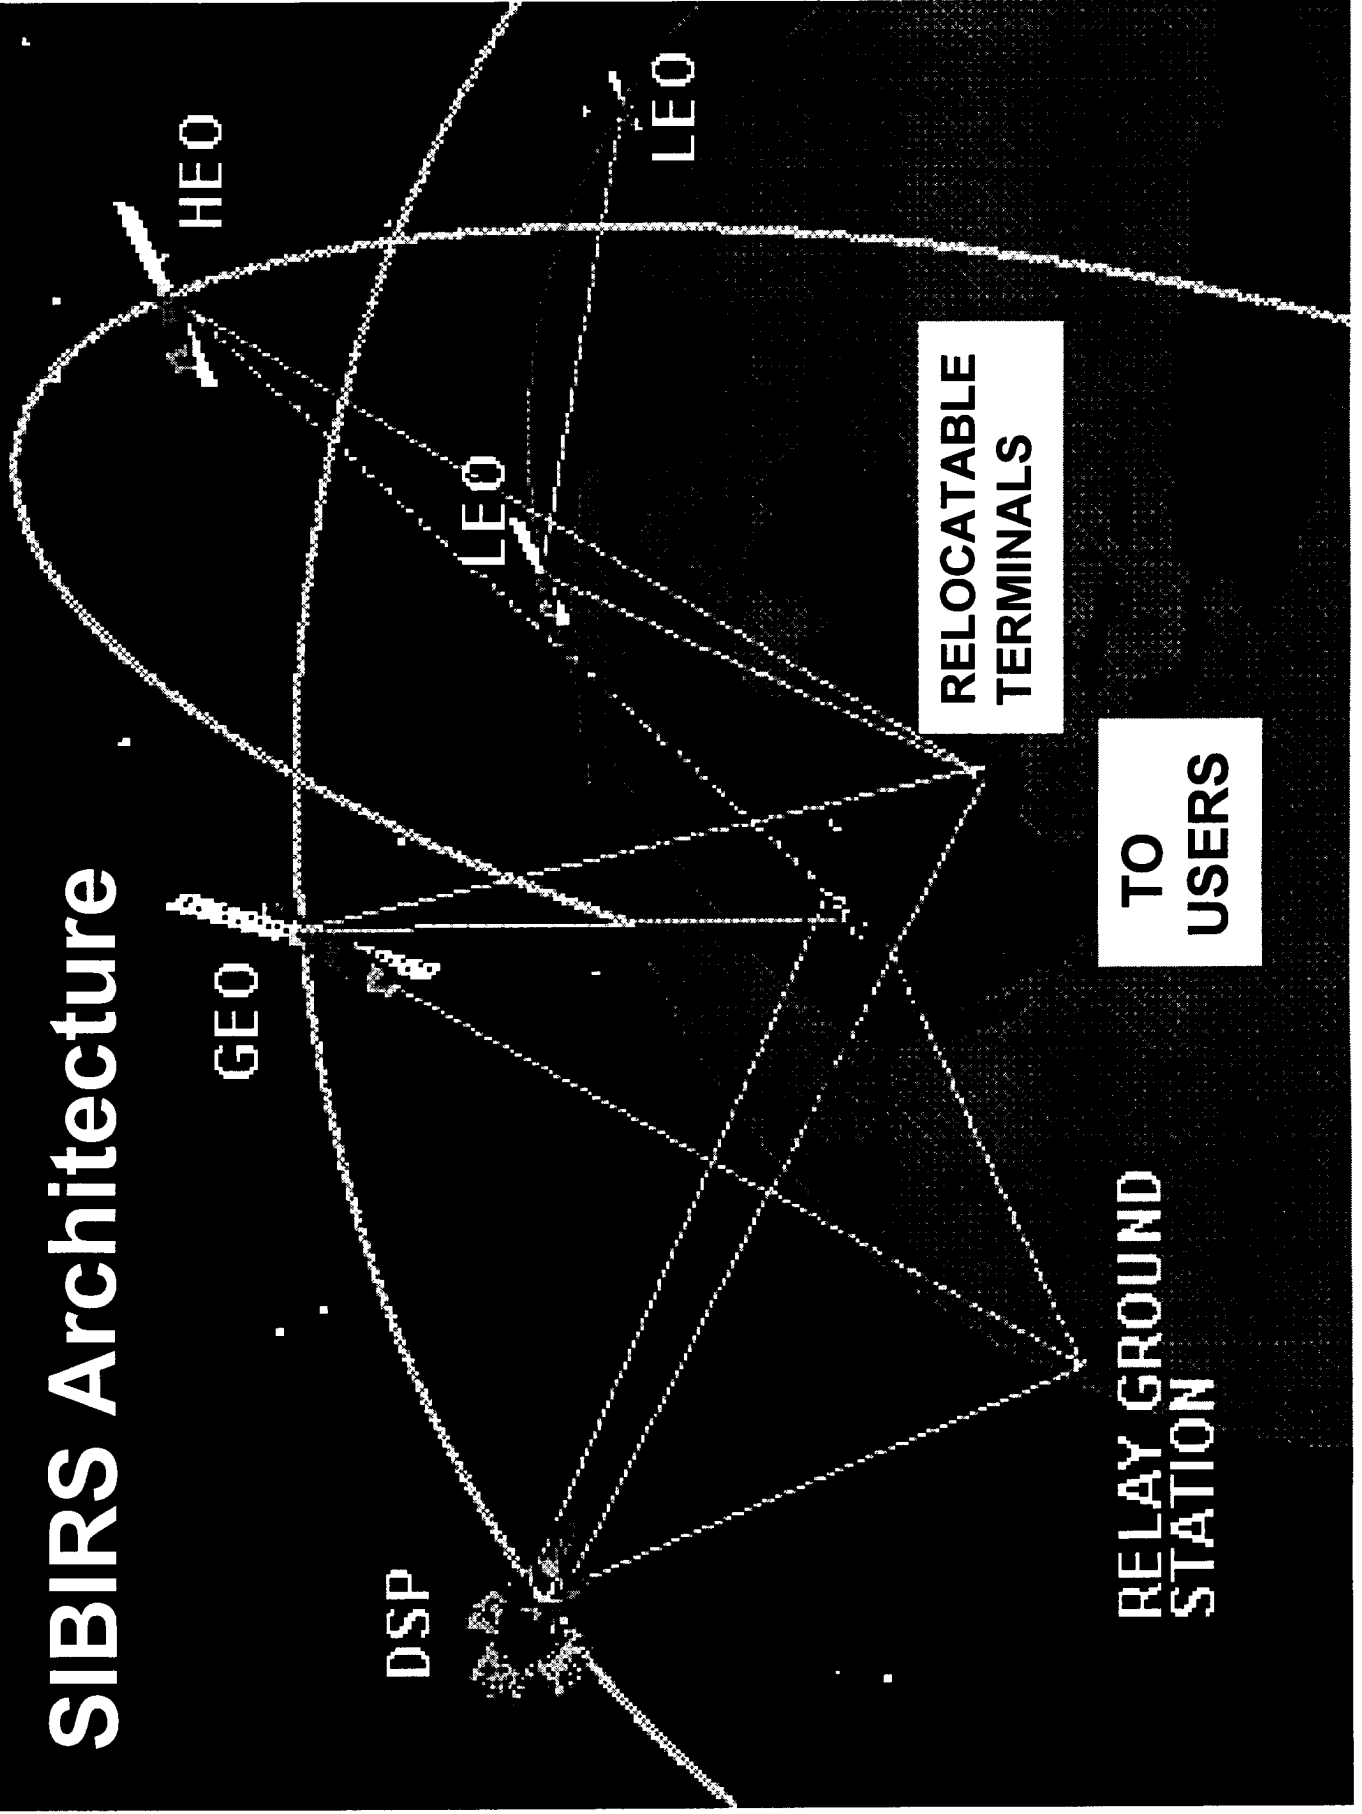 SIBIRS Architecture
HEO
GEO
LEO
LEO
DSP
RELOCATABLE
TERMINALS
TO
USERS
RELAY GROUND
STATION